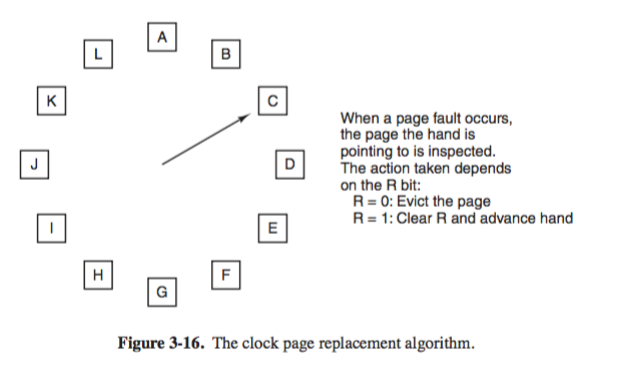 A
L
B
K
C
When a page fault occurs,
the page the hand is
pointing to is inspected.
J
D
The action taken depends
on the R bit:
R = 0: Evict the page
R = 1: Clear R and advance hand
I
E
H
F
G
Figure 3-16. The clock page replacement algorithm.